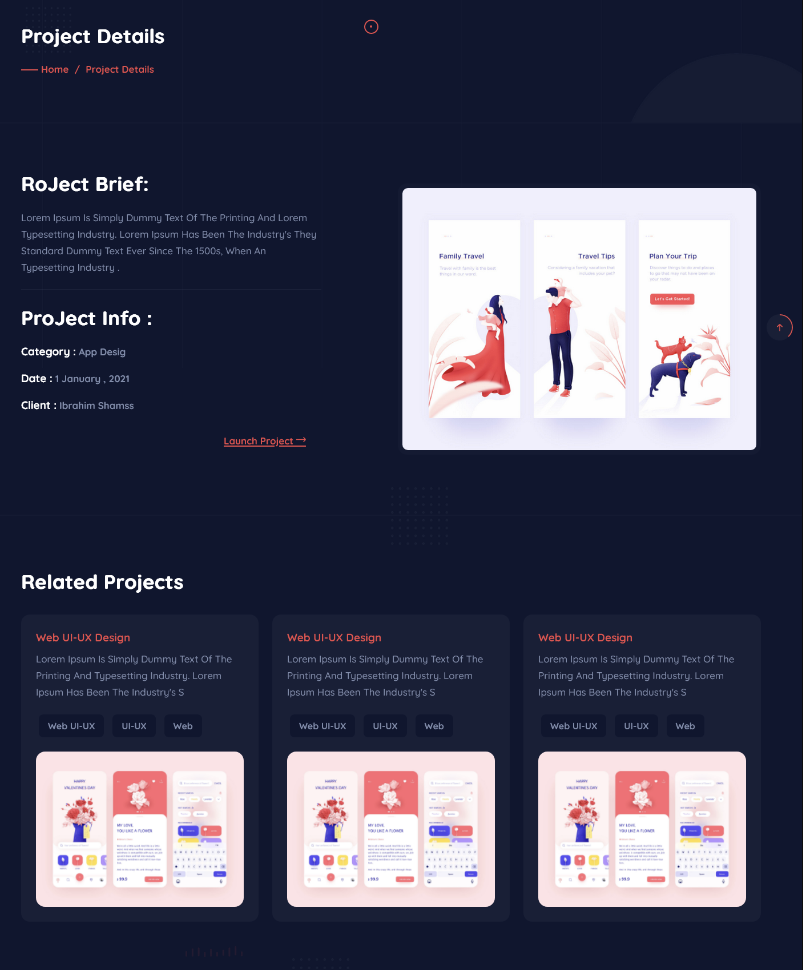 Project Details
Home / Project Details
RoJect Brief:
Lorem Ipsum Is Simply Dummy Text Of The Printing And Lorem
Typesetting Industry. Lorem Ipsum Has Been The Industry's They
Standard Dummy Text Ever Since The 1500s, When An
Typesetting Industry .
Family Travel
Travel Tips
Plan Your Trip
Let's Get Started
ProJect Info :
Category : App Desig
Date : 1 January , 2021
Client : Ibrahim Shamss
Launch Project
Related Projects
Web UI-UX Design
Lorem Ipsum Is Simply Dummy Text Of The
Printing And Typesetting Industry. Lorem
Ipsum Has Been The Industry's S
Web UI-UX UI-UX Web
HAPPY
VALENTINE'S DAY
MY LOVE
YOU LIKE A FLOWER
Web UI-UX Design
Lorem Ipsum Is Simply Dummy Text Of The
Printing And Typesetting Industry. Lorem
Ipsum Has Been The Industry's S
Web UI-UX UI-UX Web
HAPPY
VALENTINE'S DAY
MY LOVE
YOU LIKE A FLOWER
Web UI-UX Design
Lorem Ipsum Is Simply Dummy Text Of The
Printing And Typesetting Industry. Lorem
Ipsum Has Been The Industry's S
Web UI-UX UI-UX Web
HAPPY
VALENTINE'S DAY
MY LOVE
YOU LIKE A FLOWER